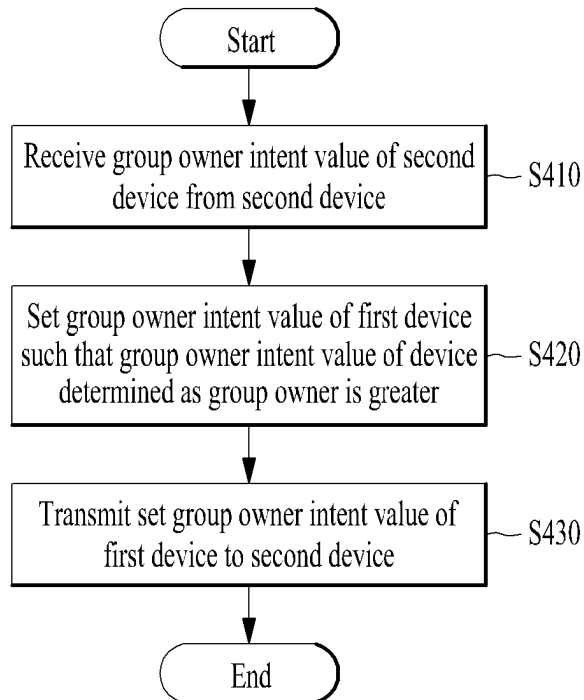 Start
Receive group owner intent value of second
device from second device
S410
Set group owner intent value of first device
such that group owner intent value of device
determined as group owner is greater
S420
Transmit set group owner intent value of
first device to second device
S430
End